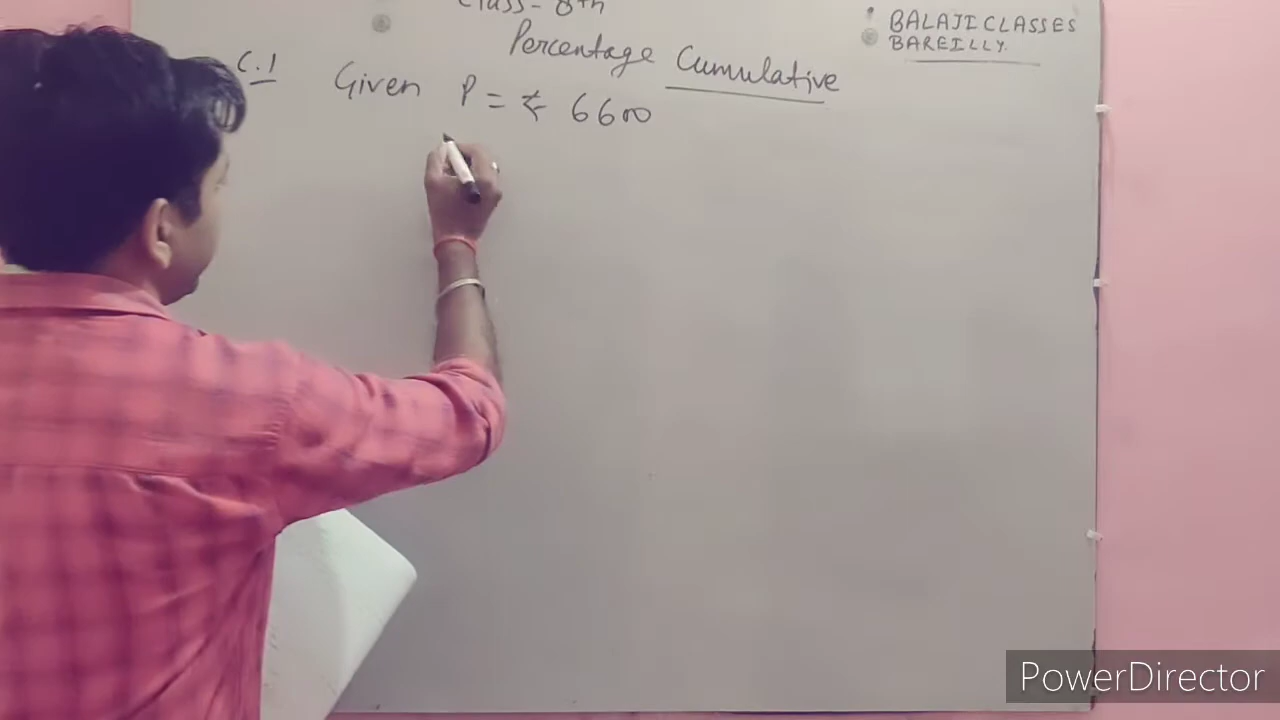 Class- 8th
BALAJI CLASSES
BAREILLY.
Percentage Cumulative
C.1 Given P = ₹ 6600
PowerDirector